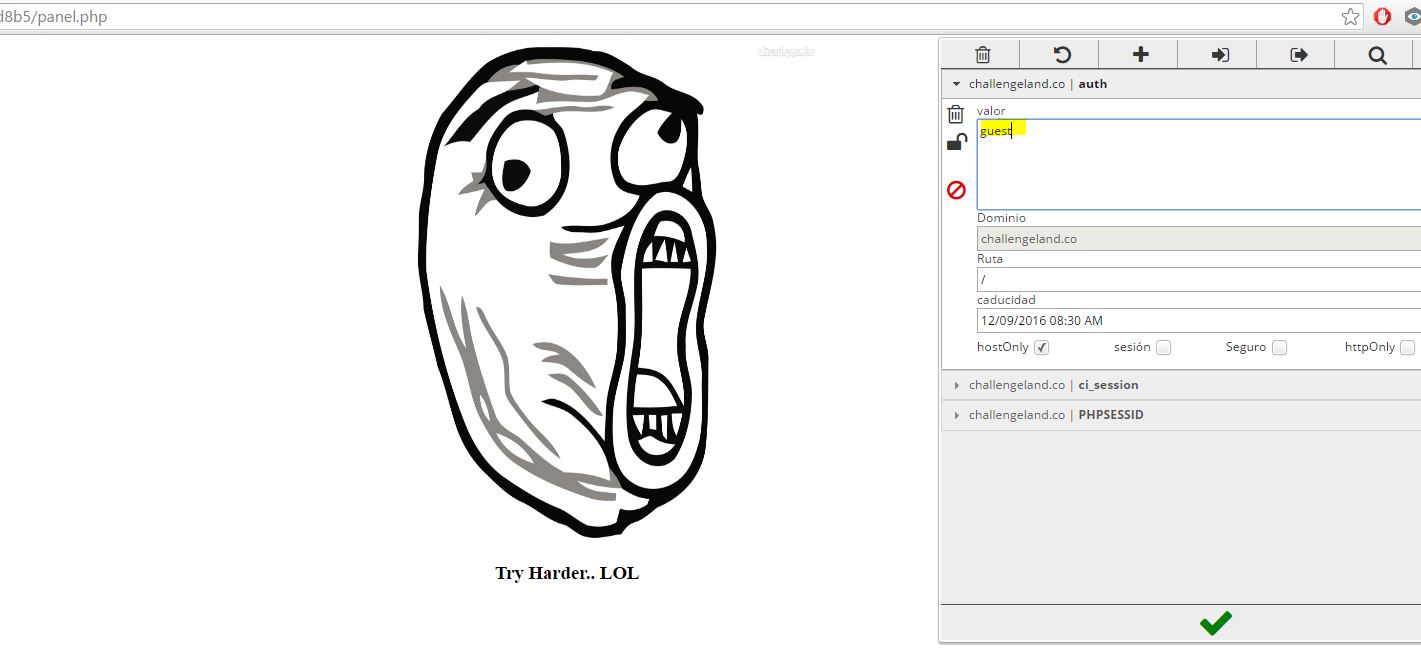 d8b5/panel.php
challengeland.co | auth
valor
guest
Dominio
challengeland.co
Ruta
/
caducidad
12/09/2016 08:30 AM
hostOnly sesión Seguro httpOnly
challengeland.co | ci_session
challengeland.co | PHPSESSID
Try Harder.. LOL